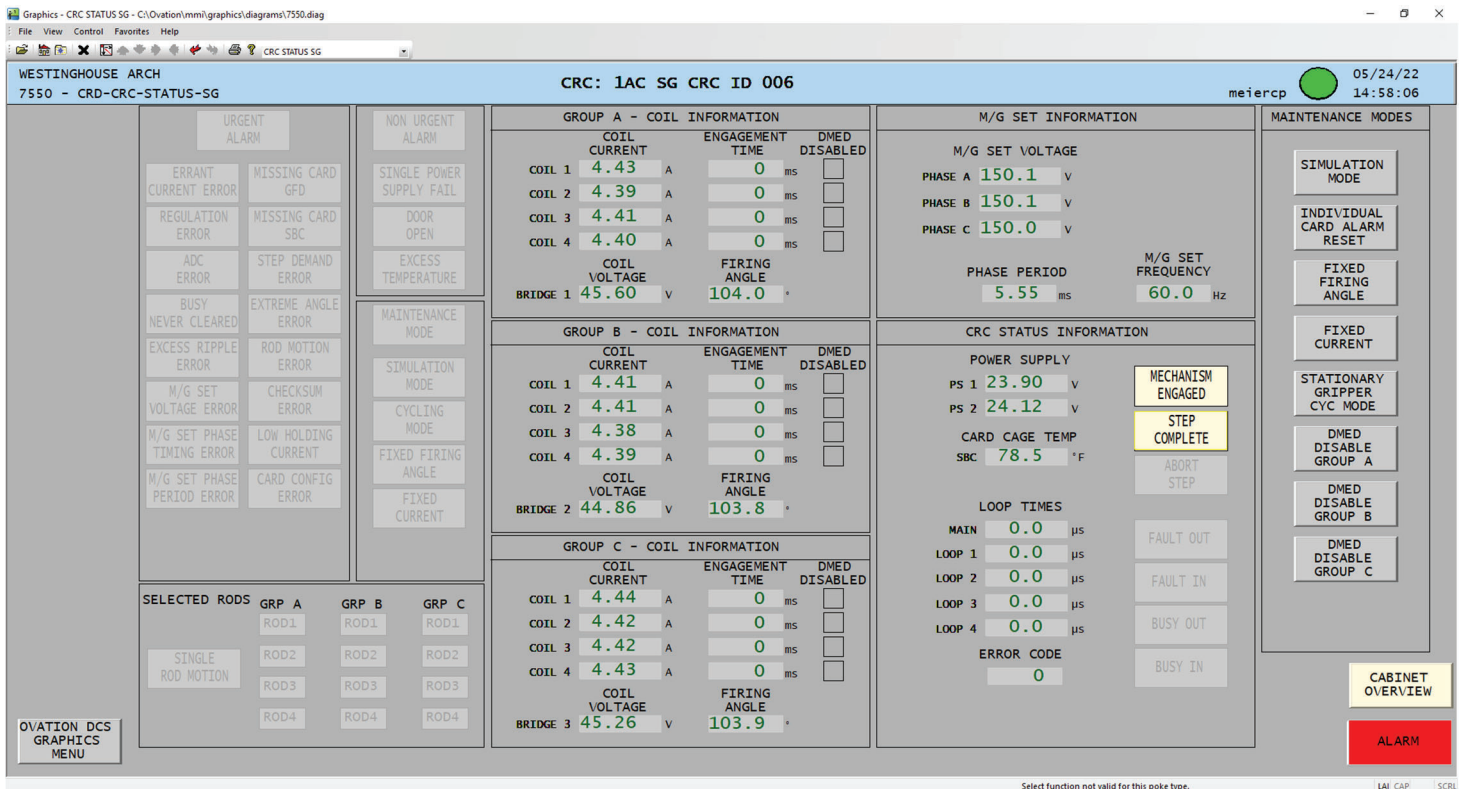 Graphics - CRC STATUS SG - C:\Ovation\mmi\graphics\diagrams\7550.diag
File View Control Favorites Help
CRC STATUS SG
WESTINGHOUSE ARCH
7550 - CRD-CRC-STATUS-SG
CRC: 1AC SG CRC ID 006
meiercp
05/24/22
14:58:06
URGENT
ALARM
ERRANT
CURRENT ERROR
MISSING CARD
GFD
REGULATION
ERROR
MISSING CARD
SBC
ADC
ERROR
STEP DEMAND
ERROR
BUSY
NEVER CLEARED
EXTREME ANGLE
ERROR
EXCESS RIPPLE
ERROR
ROD MOTION
ERROR
M/G SET
VOLTAGE ERROR
CHECKSUM
ERROR
M/G SET PHASE
TIMING ERROR
LOW HOLDING
CURRENT
M/G SET PHASE
PERIOD ERROR
CARD CONFIG
ERROR
NON URGENT
ALARM
SINGLE POWER
SUPPLY FAIL
DOOR
OPEN
EXCESS
TEMPERATURE
MAINTENANCE
MODE
SIMULATION
MODE
CYCLING
MODE
FIXED FIRING
ANGLE
FIXED
CURRENT
SELECTED RODS GRP A GRP B GRP C
ROD1 ROD1 ROD1
SINGLE
ROD MOTION
ROD2 ROD2 ROD2
ROD3 ROD3 ROD3
ROD4 ROD4 ROD4
OVATION DCS
GRAPHICS
MENU
GROUP A - COIL INFORMATION
COIL ENGAGEMENT DMED
CURRENT TIME DISABLED
COIL 1 4.43 A 0 ms
COIL 2 4.39 A 0 ms
COIL 3 4.41 A 0 ms
COIL 4 4.40 A 0 ms
COIL FIRING
VOLTAGE ANGLE
BRIDGE 1 45.60 V 104.0 °
GROUP B - COIL INFORMATION
COIL ENGAGEMENT DMED
CURRENT TIME DISABLED
COIL 1 4.41 A 0 ms
COIL 2 4.41 A 0 ms
COIL 3 4.38 A 0 ms
COIL 4 4.39 A 0 ms
COIL FIRING
VOLTAGE ANGLE
BRIDGE 2 44.86 V 103.8 °
GROUP C - COIL INFORMATION
COIL ENGAGEMENT DMED
CURRENT TIME DISABLED
COIL 1 4.44 A 0 ms
COIL 2 4.42 A 0 ms
COIL 3 4.42 A 0 ms
COIL 4 4.43 A 0 ms
COIL FIRING
VOLTAGE ANGLE
BRIDGE 3 45.26 V 103.9 °
M/G SET INFORMATION
M/G SET VOLTAGE
PHASE A 150.1 V
PHASE B 150.1 V
PHASE C 150.0 V
PHASE PERIOD
5.55 ms
M/G SET
FREQUENCY
60.0 Hz
CRC STATUS INFORMATION
POWER SUPPLY
PS 1 23.90 V
PS 2 24.12 V
CARD CAGE TEMP
SBC 78.5 °F
LOOP TIMES
MAIN 0.0 µs
LOOP 1 0.0 µs
LOOP 2 0.0 µs
LOOP 3 0.0 µs
LOOP 4 0.0 µs
ERROR CODE
0
MECHANISM
ENGAGED
STEP
COMPLETE
ABORT
STEP
FAULT OUT
FAULT IN
BUSY OUT
BUSY IN
MAINTENANCE MODES
SIMULATION
MODE
INDIVIDUAL
CARD ALARM
RESET
FIXED
FIRING
ANGLE
FIXED
CURRENT
STATIONARY
GRIPPER
CYC MODE
DMED
DISABLE
GROUP A
DMED
DISABLE
GROUP B
DMED
DISABLE
GROUP C
CABINET
OVERVIEW
ALARM
Select function not valid for this poke type.
LAI CAP SCRL